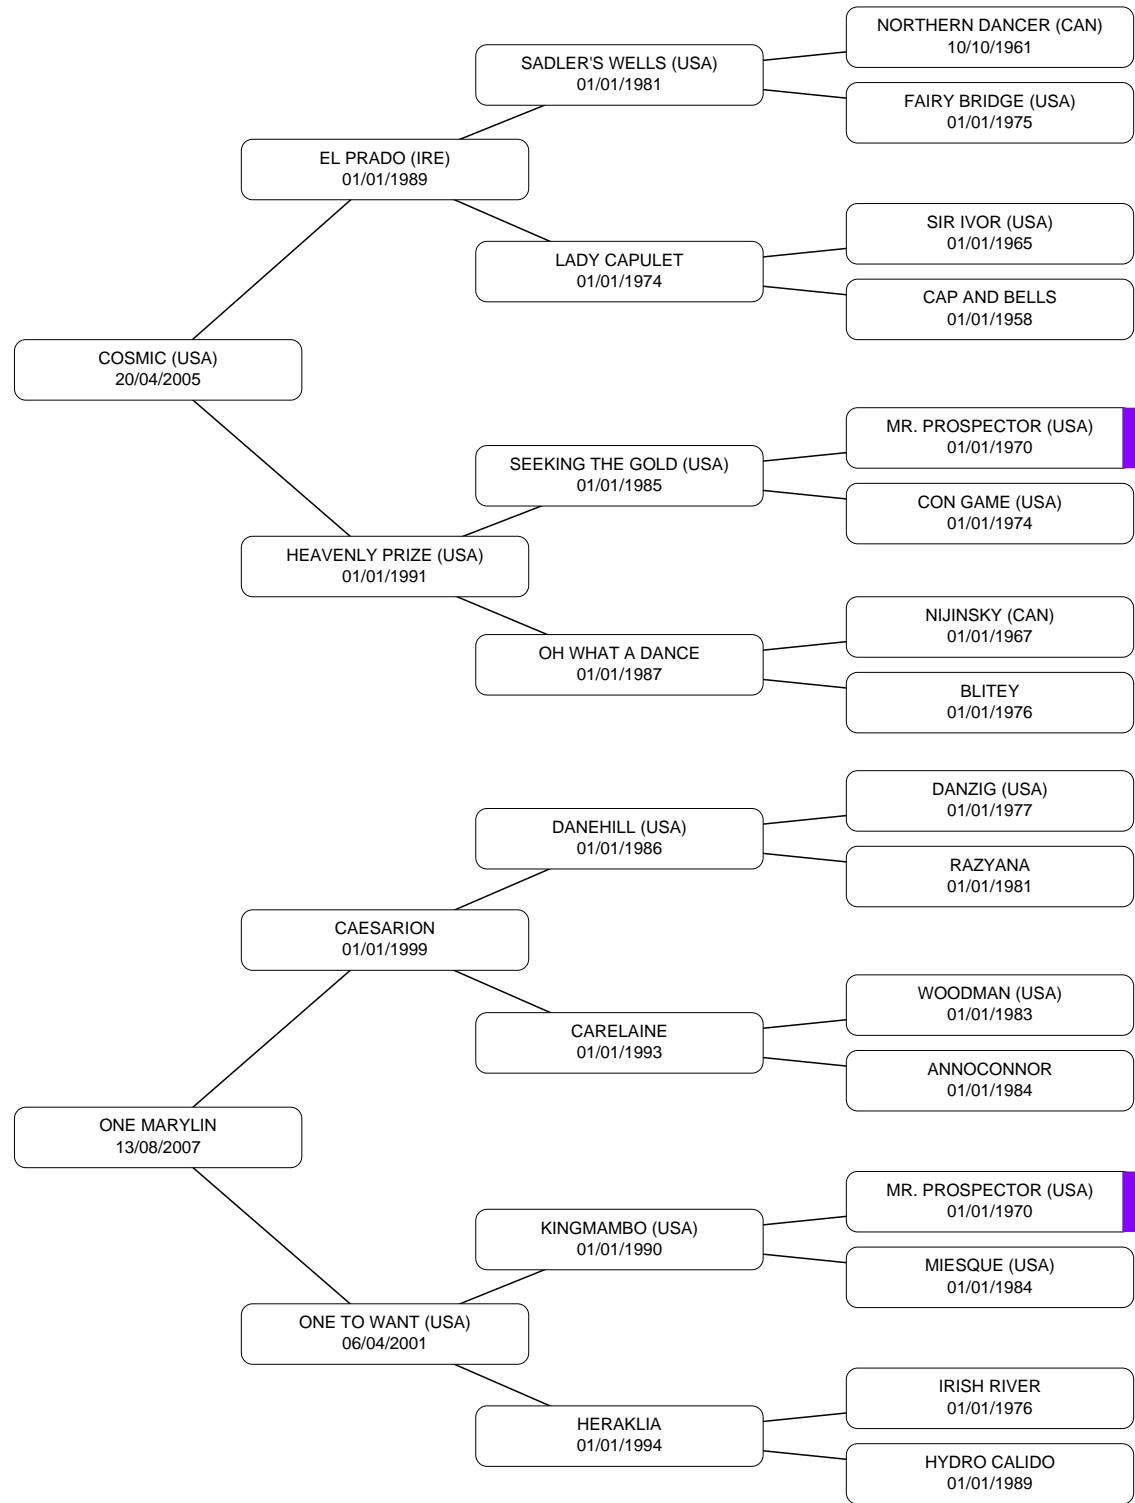 NORTHERN DANCER (CAN)
10/10/1961
SADLER'S WELLS (USA)
01/01/1981
FAIRY BRIDGE (USA)
01/01/1975
EL PRADO (IRE)
01/01/1989
SIR IVOR (USA)
01/01/1965
LADY CAPULET
01/01/1974
CAP AND BELLS
01/01/1958
COSMIC (USA)
20/04/2005
MR. PROSPECTOR (USA)
01/01/1970
SEEKING THE GOLD (USA)
01/01/1985
CON GAME (USA)
01/01/1974
HEAVENLY PRIZE (USA)
01/01/1991
NIJINSKY (CAN)
01/01/1967
OH WHAT A DANCE
01/01/1987
BLITEY
01/01/1976
DANZIG (USA)
01/01/1977
DANEHILL (USA)
01/01/1986
RAZYANA
01/01/1981
CAESARION
01/01/1999
WOODMAN (USA)
01/01/1983
CARELAINE
01/01/1993
ANNOCONNOR
01/01/1984
ONE MARYLIN
13/08/2007
MR. PROSPECTOR (USA)
01/01/1970
KINGMAMBO (USA)
01/01/1990
MIESQUE (USA)
01/01/1984
ONE TO WANT (USA)
06/04/2001
IRISH RIVER
01/01/1976
HERAKLIA
01/01/1994
HYDRO CALIDO
01/01/1989